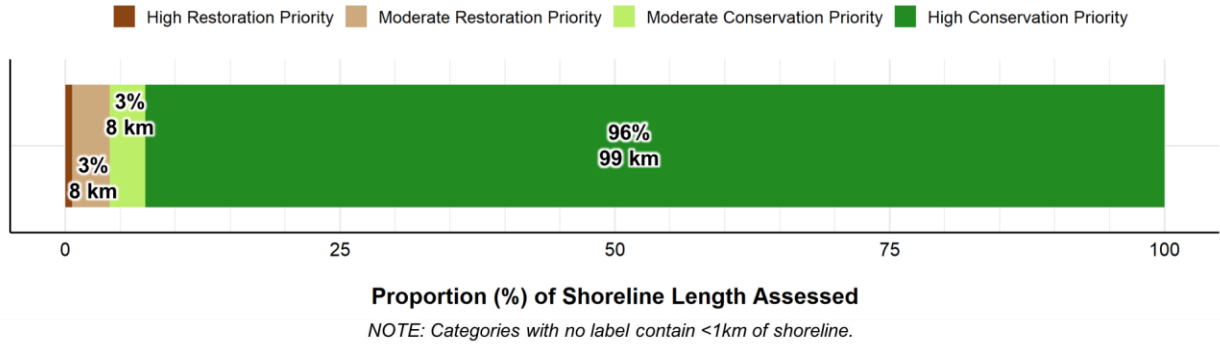 High Restoration Priority Moderate Restoration Priority Moderate Conservation Priority High Conservation Priority
3%
8 km
3%
8 km
96%
99 km
0 25 50 75 100
Proportion (%) of Shoreline Length Assessed
NOTE: Categories with no label contain <1km of shoreline.